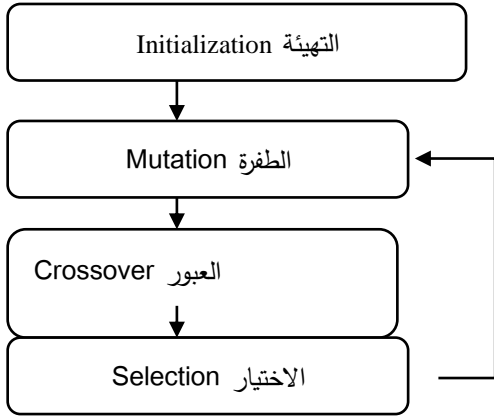 التهيئة Initialization
الطفرة Mutation
العبور Crossover
الاختيار Selection